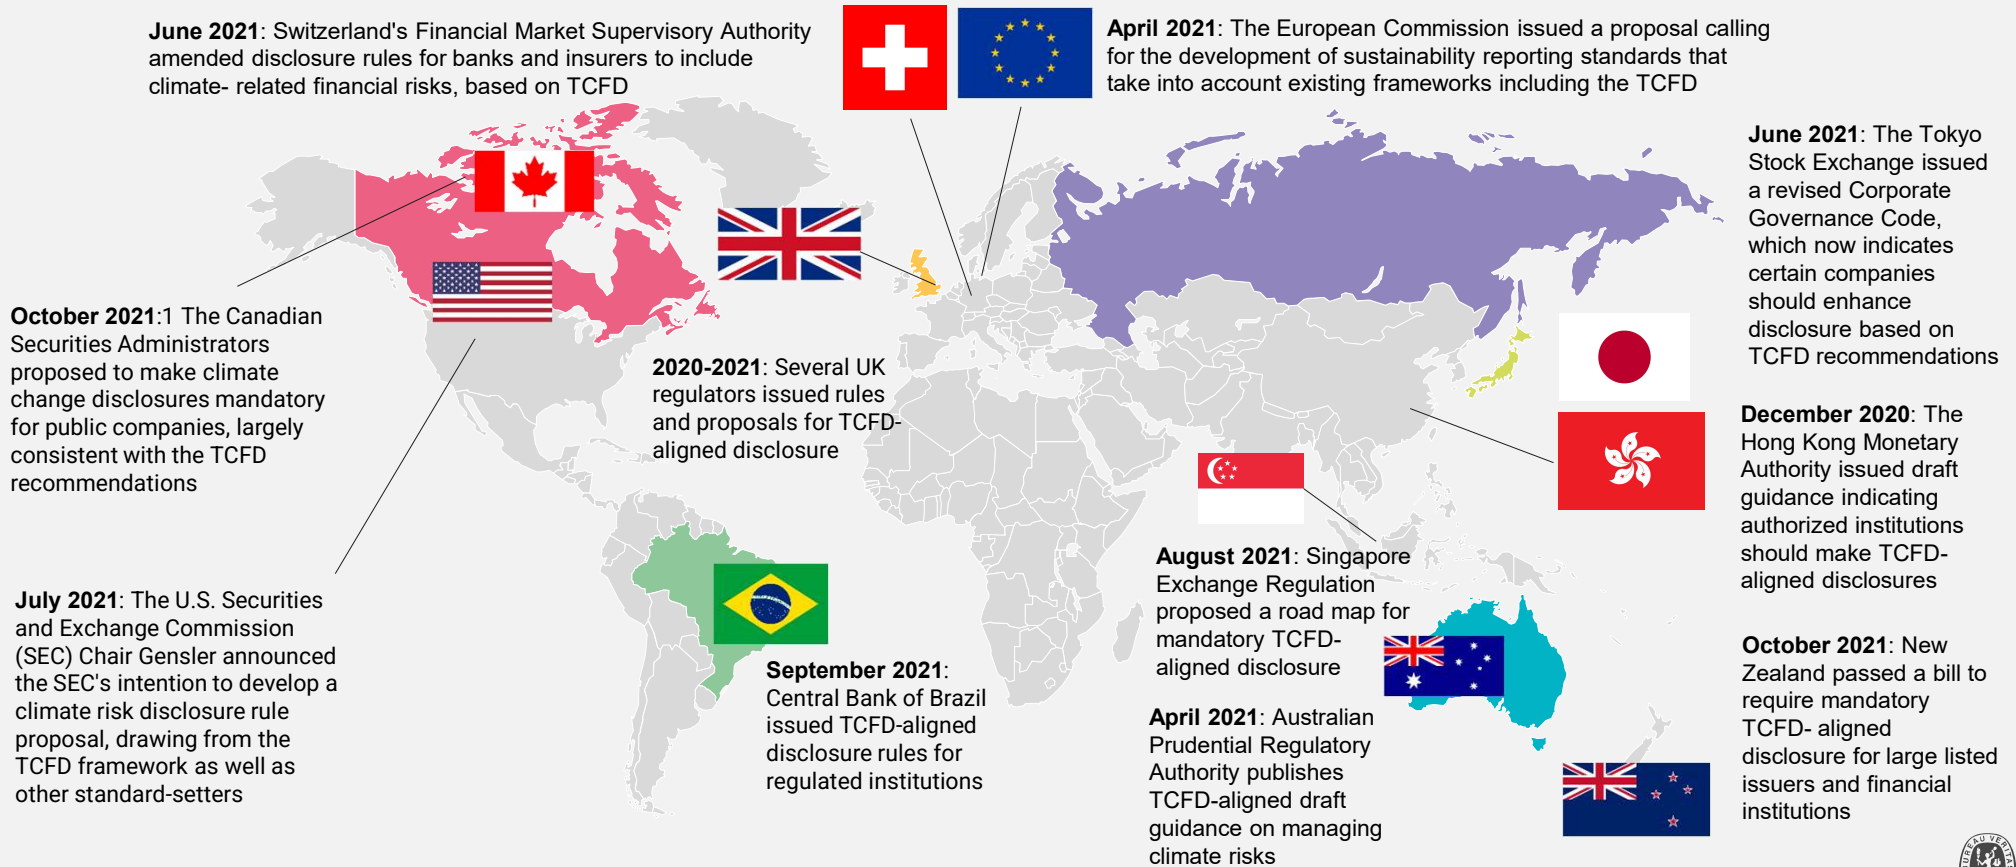 June 2021: Switzerland's Financial Market Supervisory Authority
amended disclosure rules for banks and insurers to include
climate- related financial risks, based on TCFD
April 2021: The European Commission issued a proposal calling
for the development of sustainability reporting standards that
take into account existing frameworks including the TCFD
June 2021: The Tokyo
Stock Exchange issued
a revised Corporate
Governance Code,
which now indicates
certain companies
should enhance
disclosure based on
TCFD recommendations
October 2021:1 The Canadian
Securities Administrators
proposed to make climate
change disclosures mandatory
for public companies, largely
consistent with the TCFD
recommendations
2020-2021: Several UK
regulators issued rules
and proposals for TCFD-
aligned disclosure
December 2020: The
Hong Kong Monetary
Authority issued draft
guidance indicating
authorized institutions
should make TCFD-
aligned disclosures
August 2021: Singapore
Exchange Regulation
proposed a road map for
mandatory TCFD-
aligned disclosure
July 2021: The U.S. Securities
and Exchange Commission
(SEC) Chair Gensler announced
the SEC's intention to develop a
climate risk disclosure rule
proposal, drawing from the
TCFD framework as well as
other standard-setters
September 2021:
Central Bank of Brazil
issued TCFD-aligned
disclosure rules for
regulated institutions
April 2021: Australian
Prudential Regulatory
Authority publishes
TCFD-aligned draft
guidance on managing
climate risks
October 2021: New
Zealand passed a bill to
require mandatory
TCFD- aligned
disclosure for large listed
issuers and financial
institutions